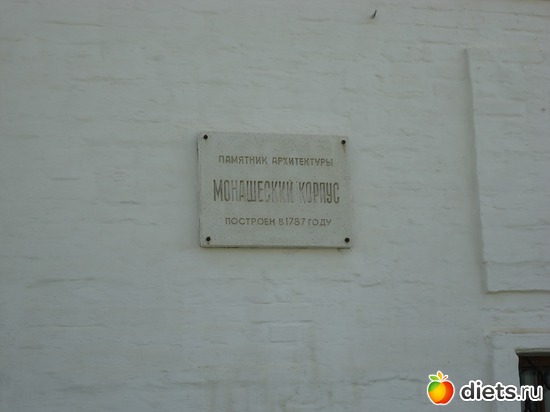 ПАМЯТНИК АРХИТЕКТУРЫ
МОНАШЕСКИЙ КОРПУС
ПОСТРОЕН В 1787 ГОДУ
diets.ru